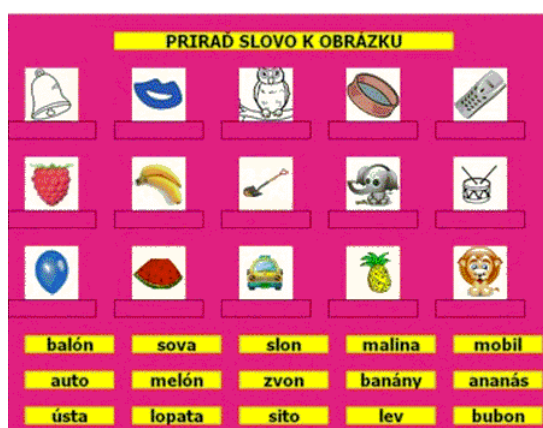 PRIRAĎ SLOVO K OBRÁZKU
balón sova slon malina mobil
auto melón zvon banány ananás
ústa lopata sito lev bubon